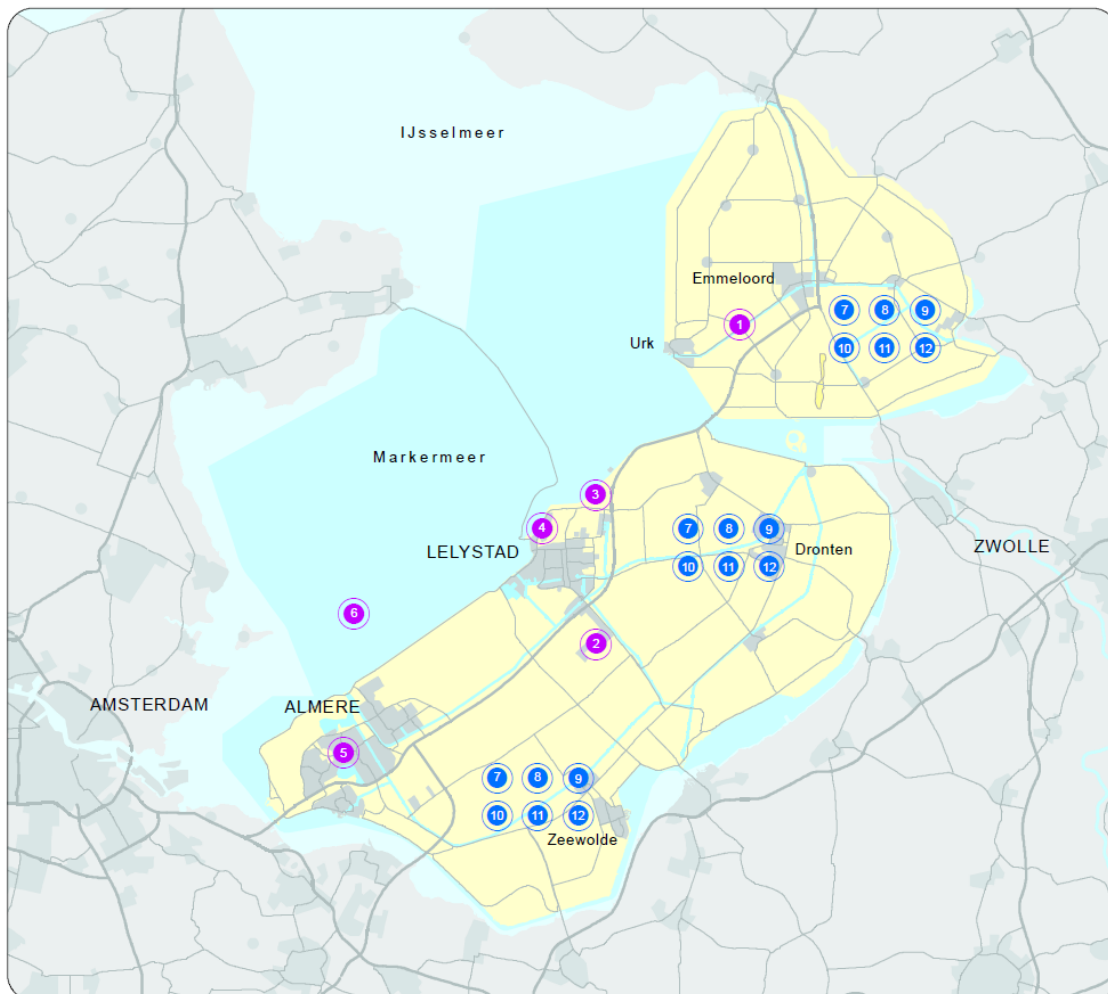 IJsselmeer
Emmeloord
7 8 9
1
Urk
10 11 12
Markermeer
3
4
7 8 9
LELYSTAD
Dronten
ZWOLLE
10 11 12
6
2
AMSTERDAM
ALMERE
5
7 8 9
10 11 12
Zeewolde